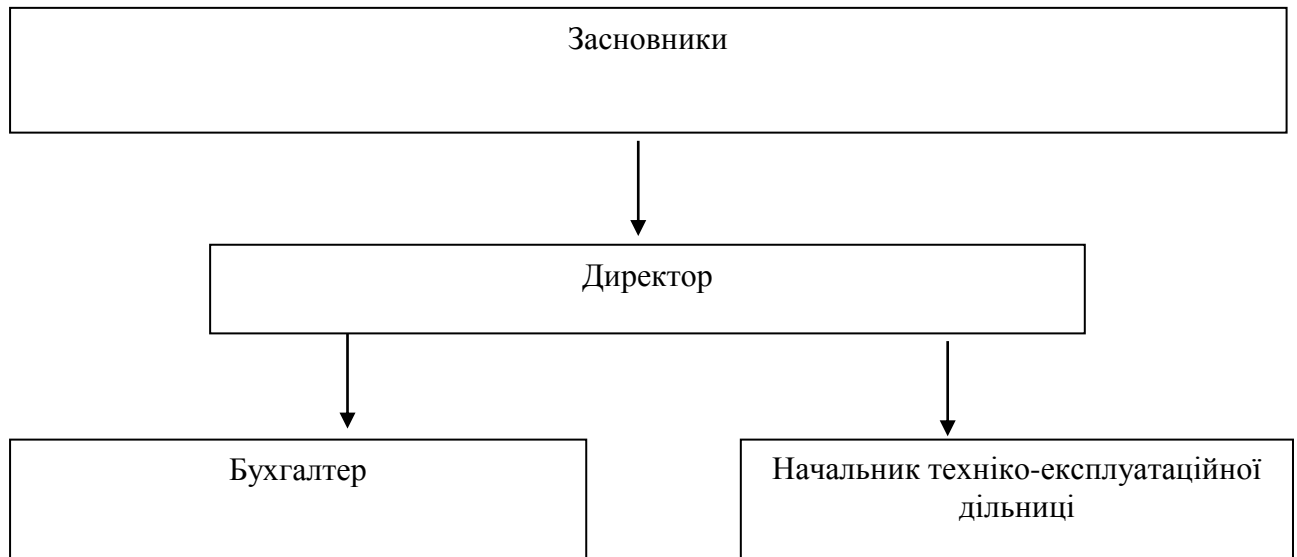 Засновники
Директор
Бухгалтер
Начальник техніко-експлуатаційної
дільниці